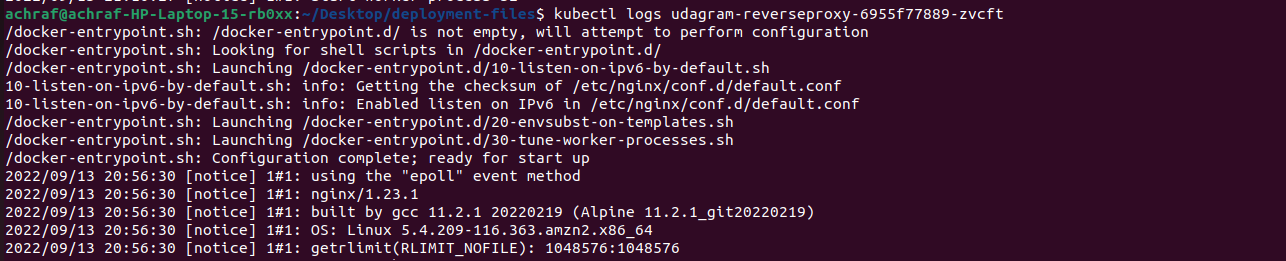 achraf@achraf-HP-Laptop-15-rb0xx:~/Desktop/deployment-files$ kubectl logs udagram-reverseproxy-6955f77889-zvcft
/docker-entrypoint.sh: /docker-entrypoint.d/ is not empty, will attempt to perform configuration
/docker-entrypoint.sh: Looking for shell scripts in /docker-entrypoint.d/
/docker-entrypoint.sh: Launching /docker-entrypoint.d/10-listen-on-ipv6-by-default.sh
10-listen-on-ipv6-by-default.sh: info: Getting the checksum of /etc/nginx/conf.d/default.conf
10-listen-on-ipv6-by-default.sh: info: Enabled listen on IPv6 in /etc/nginx/conf.d/default.conf
/docker-entrypoint.sh: Launching /docker-entrypoint.d/20-envsubst-on-templates.sh
/docker-entrypoint.sh: Launching /docker-entrypoint.d/30-tune-worker-processes.sh
/docker-entrypoint.sh: Configuration complete; ready for start up
2022/09/13 20:56:30 [notice] 1#1: using the "epoll" event method
2022/09/13 20:56:30 [notice] 1#1: nginx/1.23.1
2022/09/13 20:56:30 [notice] 1#1: built by gcc 11.2.1 20220219 (Alpine 11.2.1_git20220219)
2022/09/13 20:56:30 [notice] 1#1: OS: Linux 5.4.209-116.363.amzn2.x86_64
2022/09/13 20:56:30 [notice] 1#1: getrlimit(RLIMIT_NOFILE): 1048576:1048576